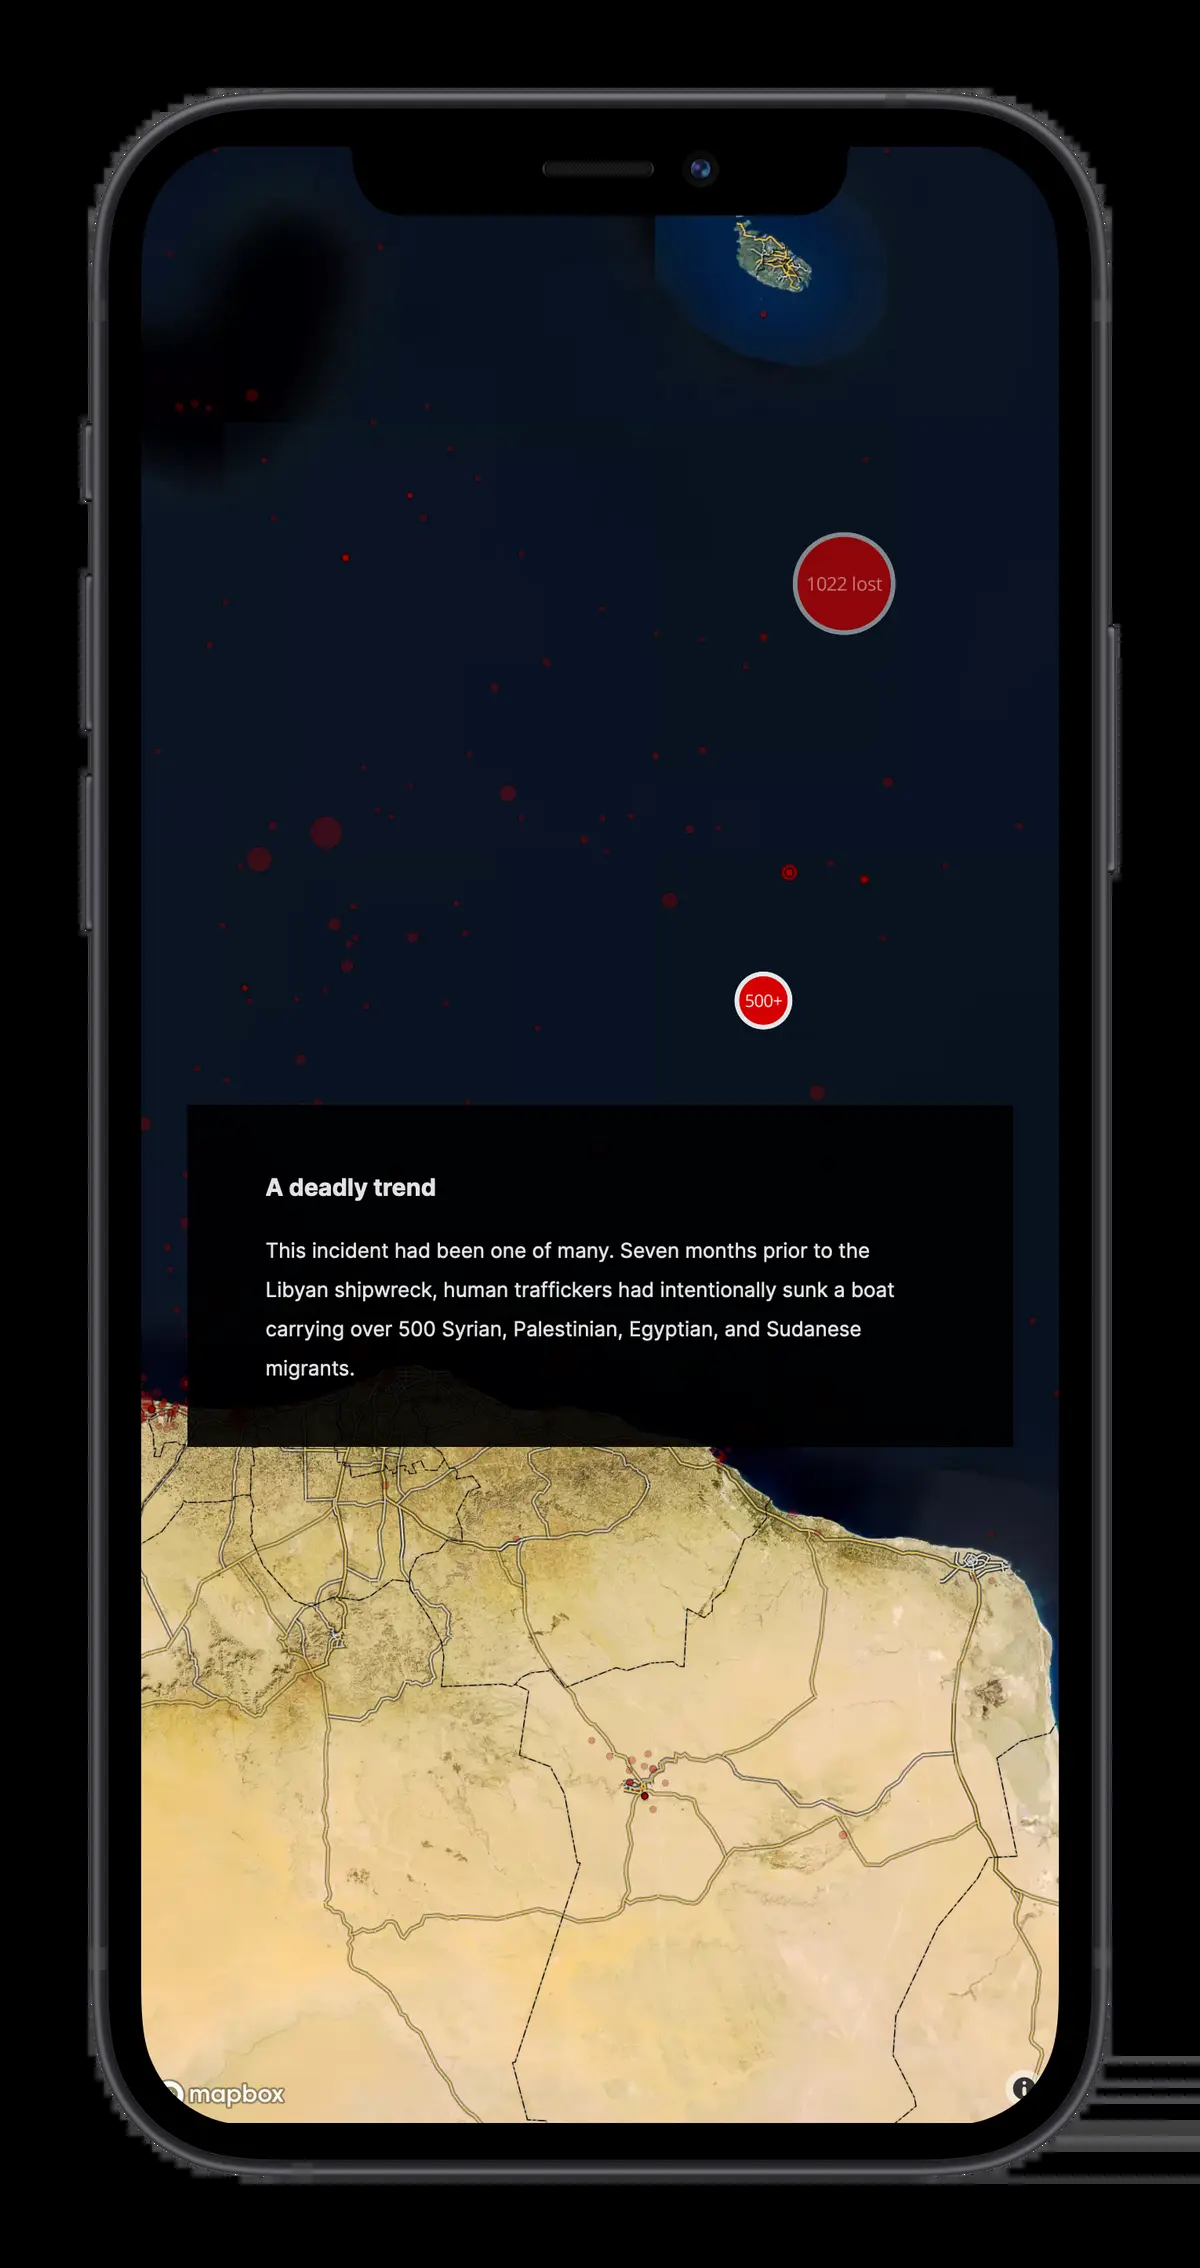 1022 lost
500+
A deadly trend
This incident had been one of many. Seven months prior to the
Libyan shipwreck, human traffickers had intentionally sunk a boat
carrying over 500 Syrian, Palestinian, Egyptian, and Sudanese
migrants.
mapbox